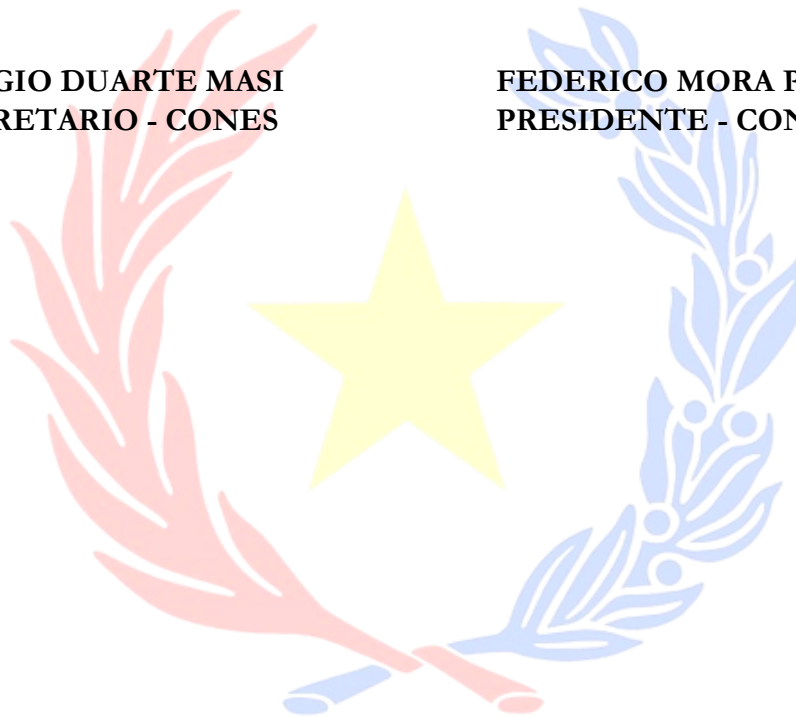 GIO DUARTE MASI
RETARIO - CONES
FEDERICO MORA P
PRESIDENTE - CON